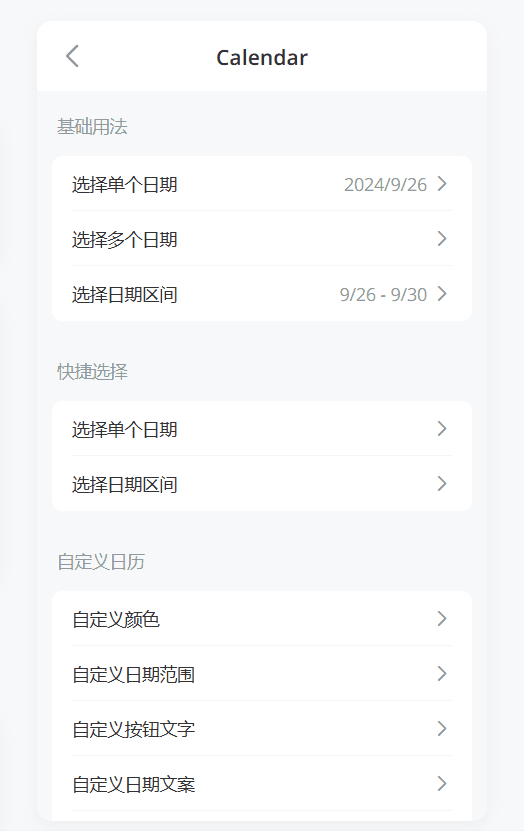 Calendar
基础用法
选择单个日期 2024/9/26
选择多个日期
选择日期区间 9/26 - 9/30
快捷选择
选择单个日期
选择日期区间
自定义日历
自定义颜色
自定义日期范围
自定义按钮文字
自定义日期文案